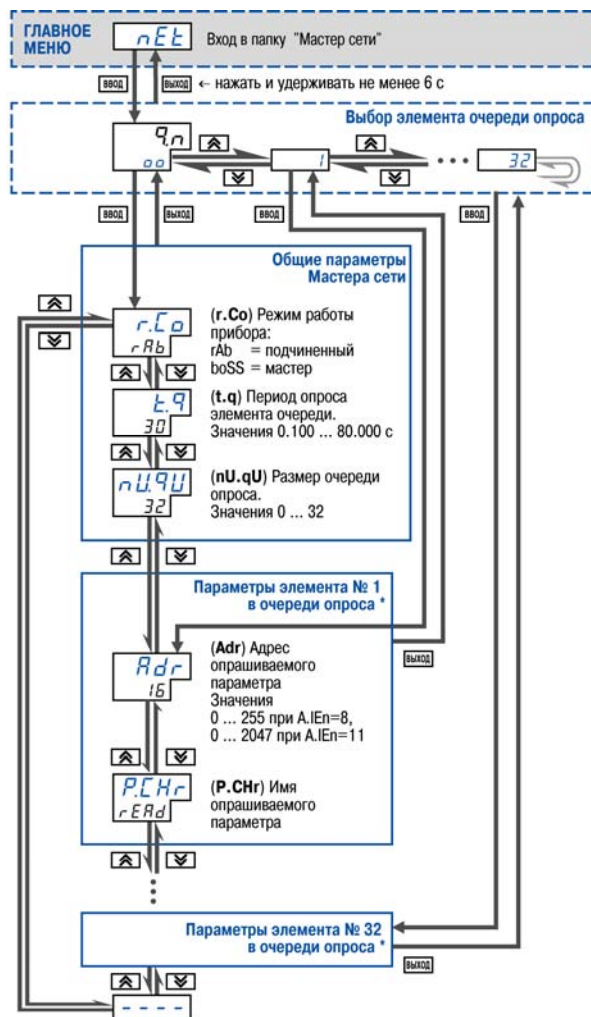 ГЛАВНОЕ
МЕНЮ
nEt
Вход в папку "Мастер сети"
ВВОД
ВЫХОД
← нажать и удерживать не менее 6 с
Выбор элемента очереди опроса
q.n
oo
1
...
32
ВВОД
ВЫХОД
ВВОД
ВВОД
Общие параметры
Мастера сети
r.Co
rAb
(r.Co) Режим работы
прибора:
rAb = подчиненный
boSS = мастер
t.q
30
(t.q) Период опроса
элемента очереди.
Значения 0.100 ... 80.000 с
nU.qU
32
(nU.qU) Размер очереди
опроса.
Значения 0 ... 32
Параметры элемента № 1
в очереди опроса *
ВЫХОД
Adr
16
(Adr) Адрес
опрашиваемого
параметра
Значения
0 ... 255 при A.lEn=8,
0 ... 2047 при A.lEn=11
P.CHr
rEAd
(P.CHr) Имя
опрашиваемого
параметра
Параметры элемента № 32
в очереди опроса *
ВЫХОД
- - - -